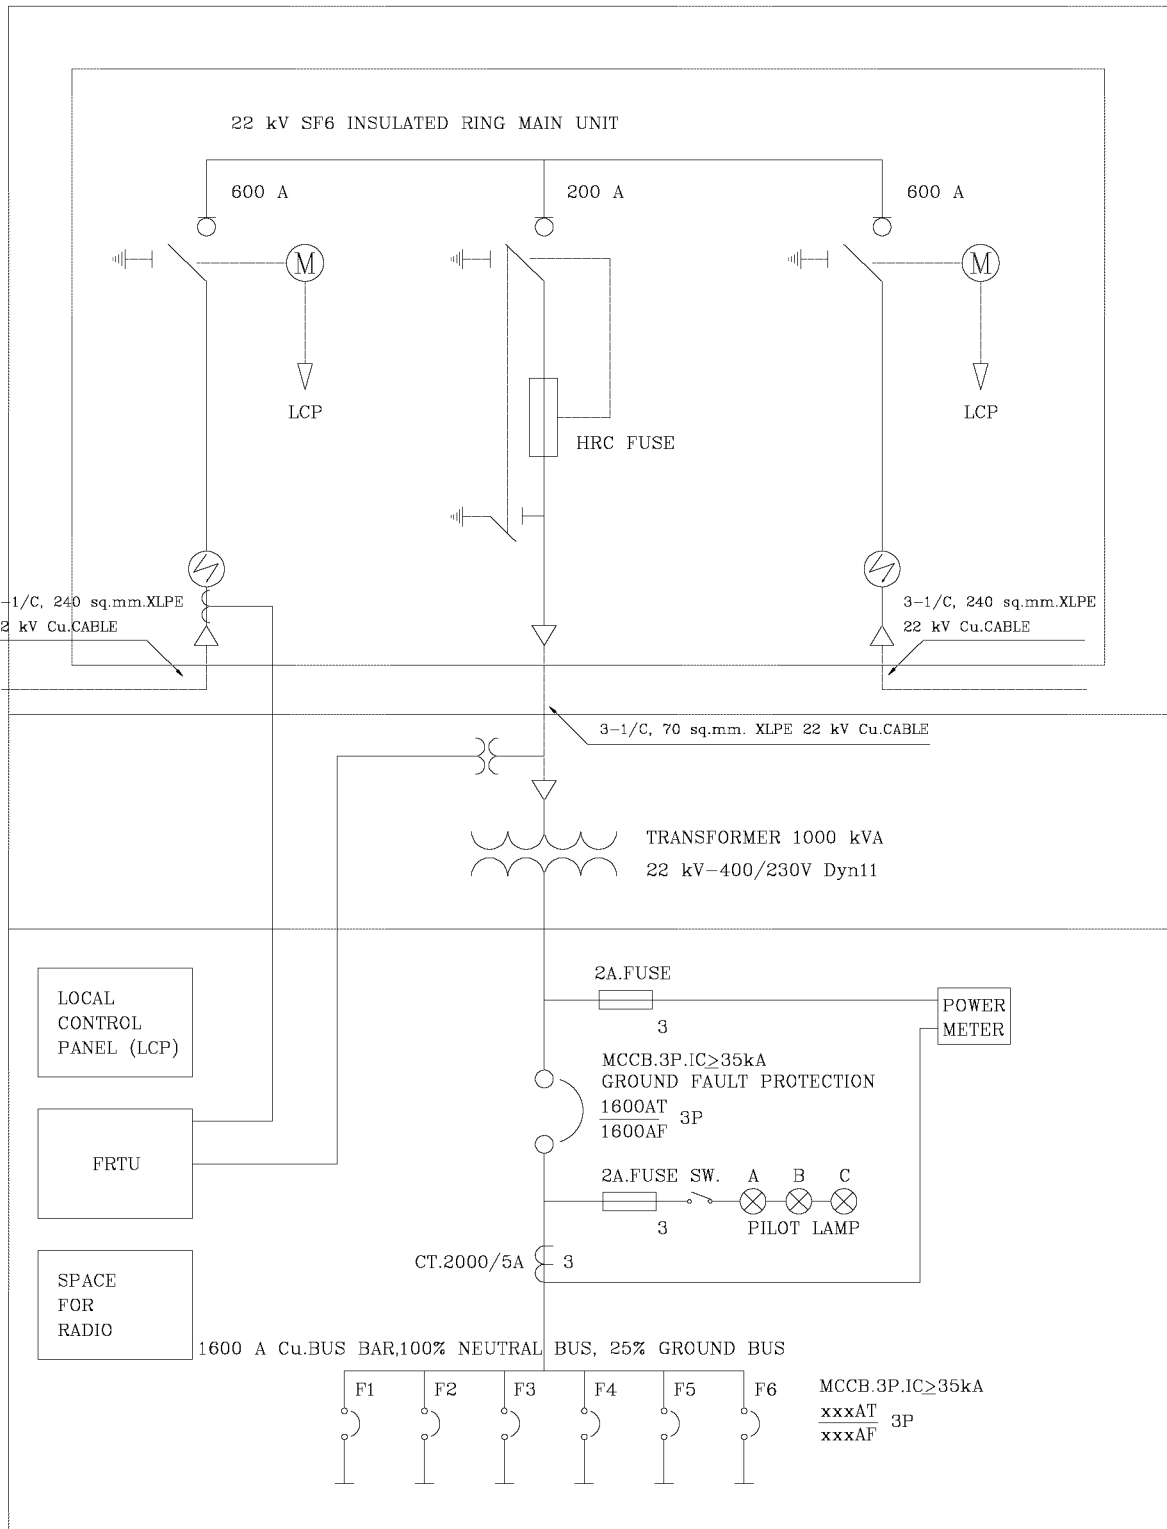 22 kV SF6 INSULATED RING MAIN UNIT
600 A
200 A
600 A
M
M
LCP
LCP
HRC FUSE
-1/C, 240 sq.mm.XLPE
2 kV Cu.CABLE
3-1/C, 240 sq.mm.XLPE
22 kV Cu.CABLE
3-1/C, 70 sq.mm. XLPE 22 kV Cu.CABLE
TRANSFORMER 1000 kVA
22 kV-400/230V Dyn11
LOCAL
CONTROL
PANEL (LCP)
2A.FUSE
3
POWER
METER
MCCB.3P.IC≥35kA
GROUND FAULT PROTECTION
1600AT
1600AF
3P
FRTU
2A.FUSE SW. A B C
3
PILOT LAMP
CT.2000/5A
3
SPACE
FOR
RADIO
1600 A Cu.BUS BAR,100% NEUTRAL BUS, 25% GROUND BUS
F1 F2 F3 F4 F5 F6
MCCB.3P.IC≥35kA
xxxAT
xxxAF
3P